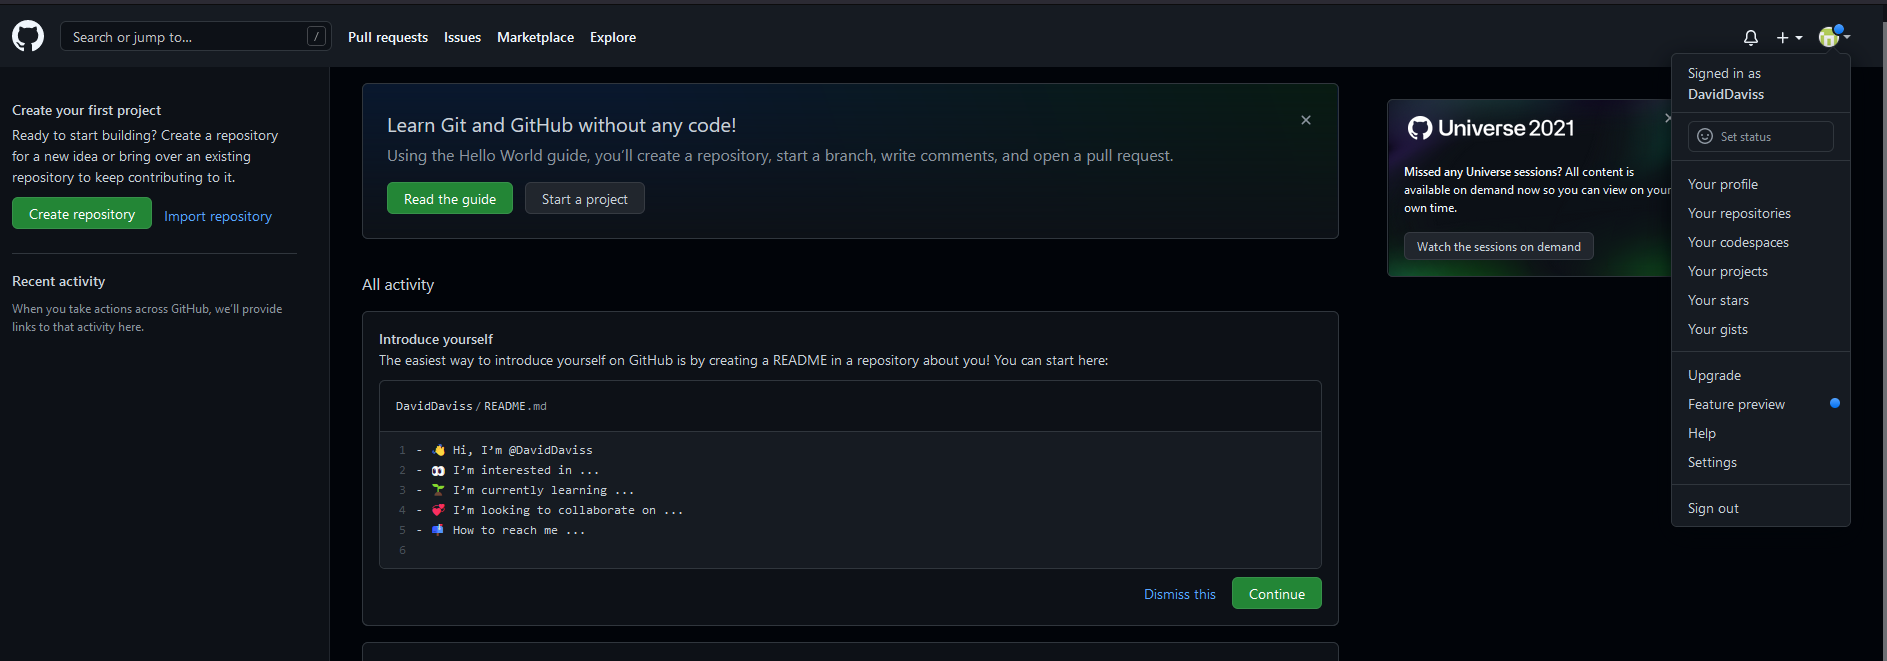 Search or jump to...
/
Pull requests
Issues
Marketplace
Explore
Create your first project
Ready to start building? Create a repository
for a new idea or bring over an existing
repository to keep contributing to it.
Create repository
Import repository
Recent activity
When you take actions across GitHub, we'll provide
links to that activity here.
Learn Git and GitHub without any code!
Using the Hello World guide, you'll create a repository, start a branch, write comments, and open a pull request.
Read the guide
Start a project
All activity
Introduce yourself
The easiest way to introduce yourself on GitHub is by creating a README in a repository about you! You can start here:
DavidDaviss/README.md
1 - 👋 Hi, I'm @DavidDaviss
2 - 👀 I'm interested in ...
3 - 🌱 I'm currently learning ...
4 - 💞️ I'm looking to collaborate on ...
5 - 📫 How to reach me ...
6
Dismiss this
Continue
Universe 2021
Missed any Universe sessions? All content is
available on demand now so you can view on your
own time.
Watch the sessions on demand
Signed in as
DavidDaviss
Set status
Your profile
Your repositories
Your codespaces
Your projects
Your stars
Your gists
Upgrade
Feature preview
Help
Settings
Sign out